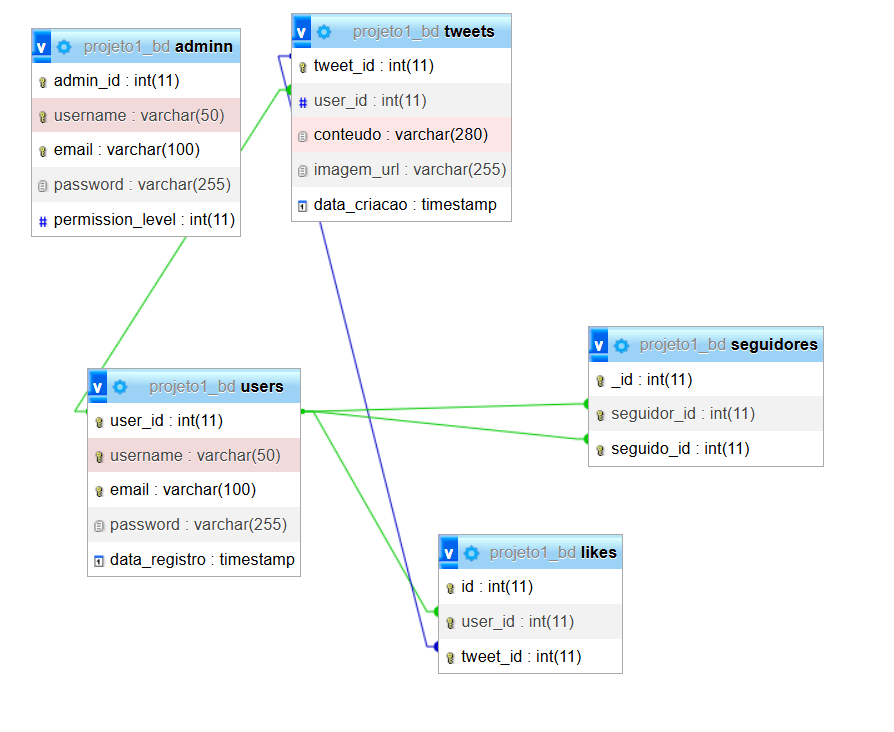 v projeto1_bd adminn
admin_id : int(11)
username : varchar(50)
email : varchar(100)
password : varchar(255)
# permission_level : int(11)
v projeto1_bd tweets
tweet_id : int(11)
# user_id : int(11)
conteudo : varchar(280)
imagem_url : varchar(255)
1 data_criacao : timestamp
v projeto1_bd seguidores
_id : int(11)
seguidor_id : int(11)
seguido_id : int(11)
v projeto1_bd users
user_id : int(11)
username : varchar(50)
email : varchar(100)
password : varchar(255)
1 data_registro : timestamp
v projeto1_bd likes
id : int(11)
user_id : int(11)
tweet_id : int(11)